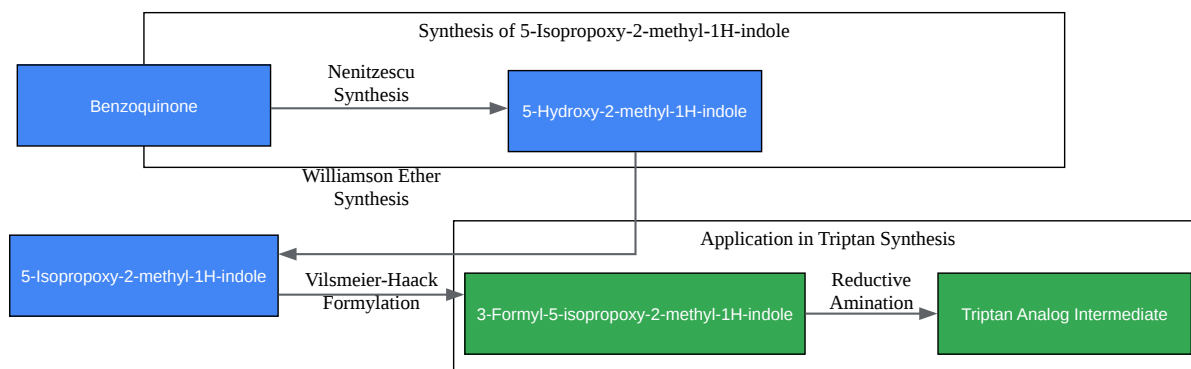 Synthesis of 5-Isopropoxy-2-methyl-1H-indole
Benzoquinone
Nenitzescu
Synthesis
5-Hydroxy-2-methyl-1H-indole
Williamson Ether
Synthesis
5-Isopropoxy-2-methyl-1H-indole
Vilsmeier-Haack
Formylation
Application in Triptan Synthesis
3-Formyl-5-isopropoxy-2-methyl-1H-indole
Reductive
Amination
Triptan Analog Intermediate